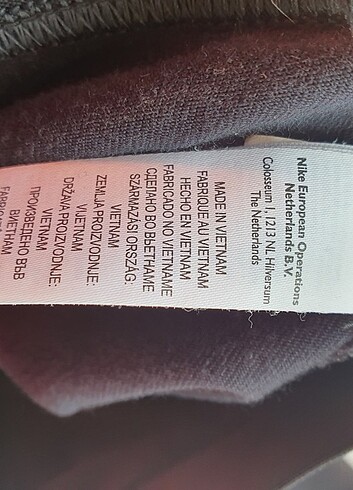 Nike European Operations
Netherlands B.V.
Colosseum 1, 1213 NL Hilversum
The Netherlands
MADE IN VIETNAM
FABRIQUE AU VIETNAM
HECHO EN VIETNAM
FABRICADO NO VIETNAME
СДЕЛАНО ВО ВЬЕТНАМЕ
SZÁRMAZÁSI ORSZÁG:
VIETNAM
ZEMLJA PROIZVODNJE:
VIJETNAM
DRŽAVA PROIZVODNJE:
VIETNAM
ПРОИЗВЕДЕНО ВЪВ
ВИЕТНАМ